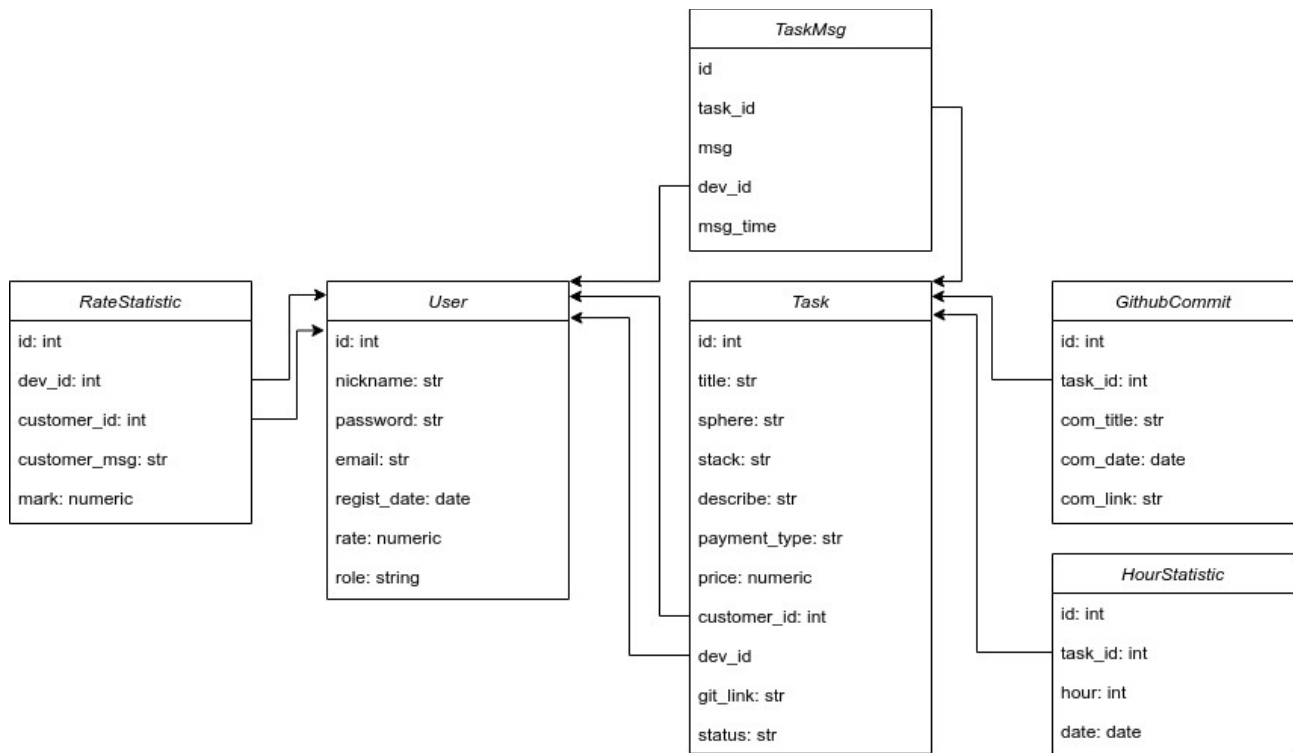 TaskMsg
id
task_id
msg
dev_id
msg_time
RateStatistic
id: int
dev_id: int
customer_id: int
customer_msg: str
mark: numeric
User
id: int
nickname: str
password: str
email: str
regist_date: date
rate: numeric
role: string
Task
id: int
title: str
sphere: str
stack: str
describe: str
payment_type: str
price: numeric
customer_id: int
dev_id
git_link: str
status: str
GithubCommit
id: int
task_id: int
com_title: str
com_date: date
com_link: str
HourStatistic
id: int
task_id: int
hour: int
date: date